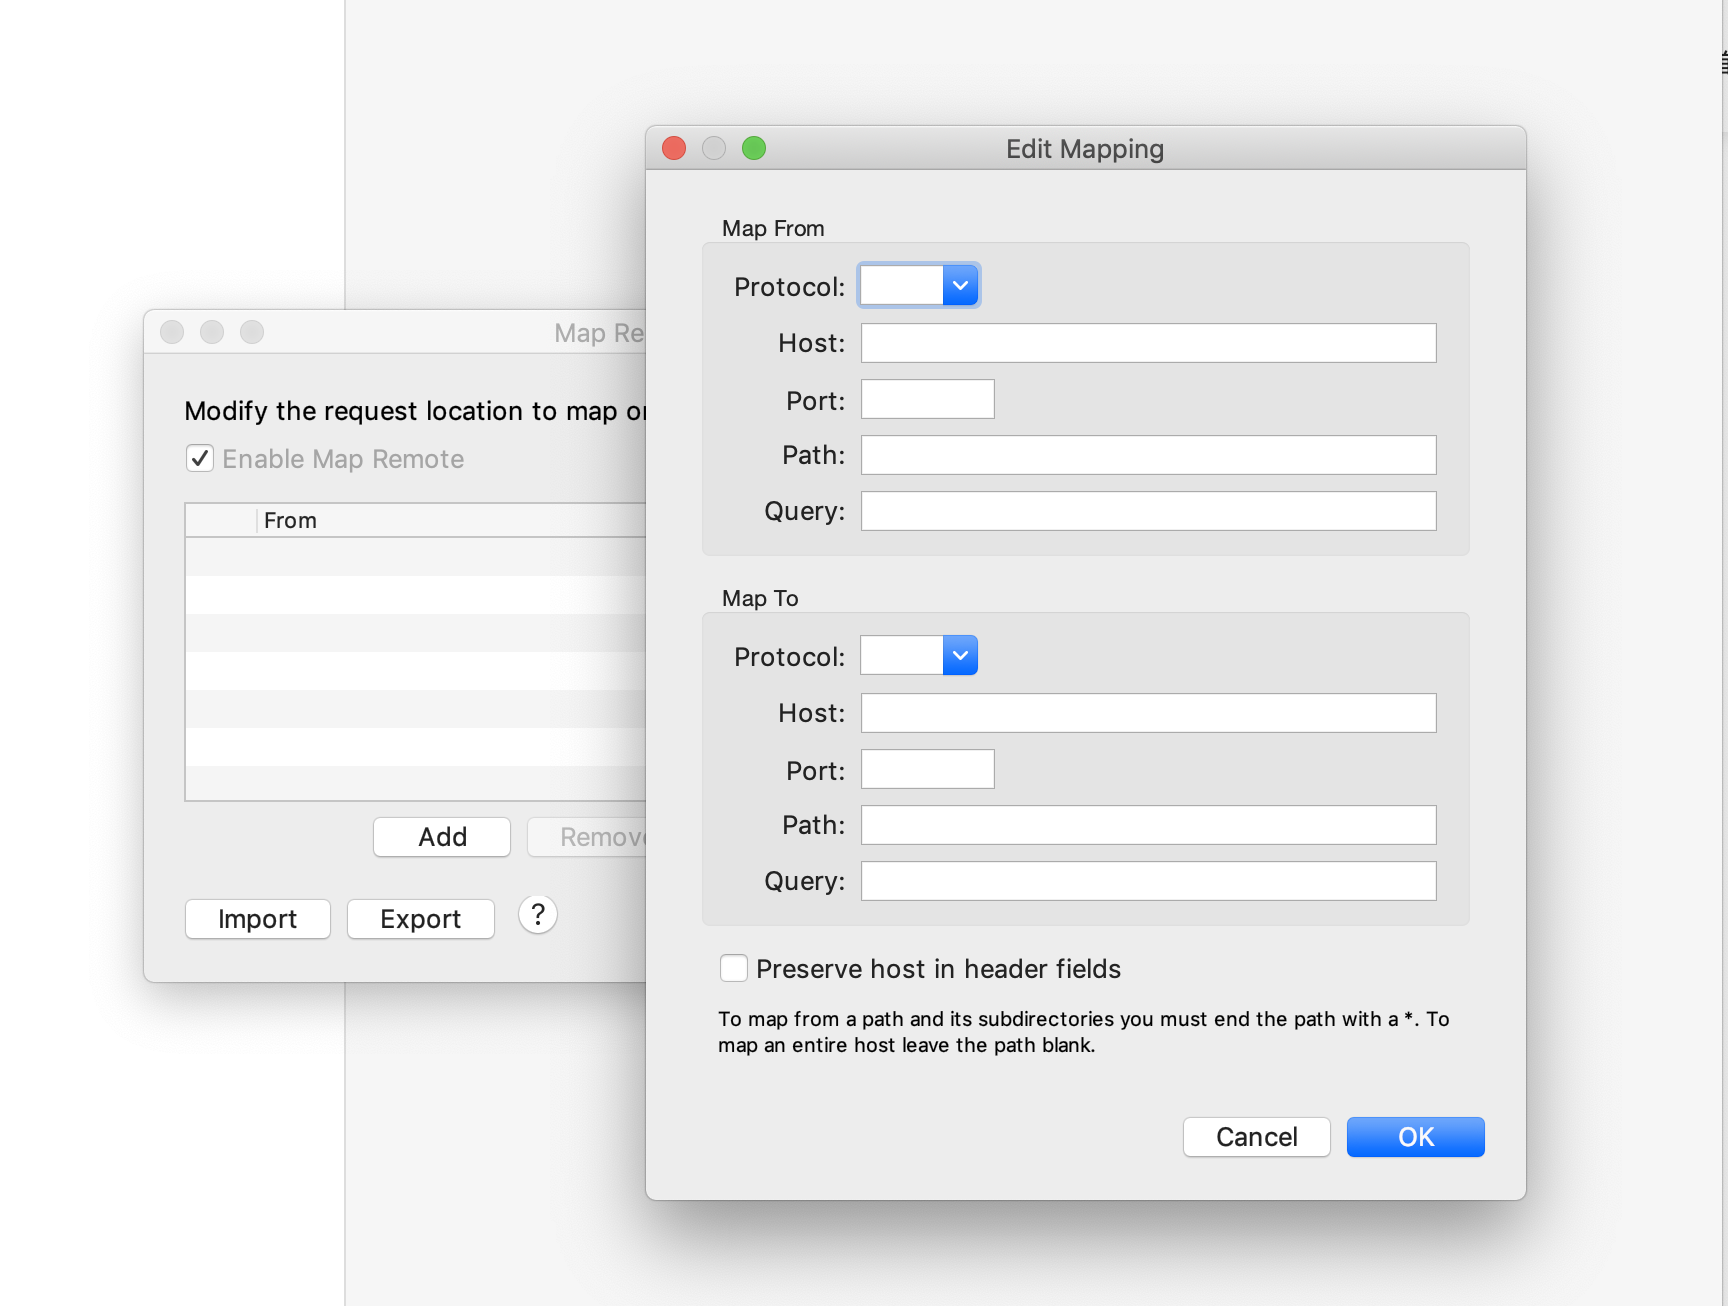 Edit Mapping
Map From
Protocol:
Host:
Port:
Path:
Query:
Map To
Protocol:
Host:
Port:
Path:
Query:
Preserve host in header fields
To map from a path and its subdirectories you must end the path with a *. To
map an entire host leave the path blank.
Cancel
OK
Map Re
Modify the request location to map
Enable Map Remote
From
Add
Remov
Import
Export
?